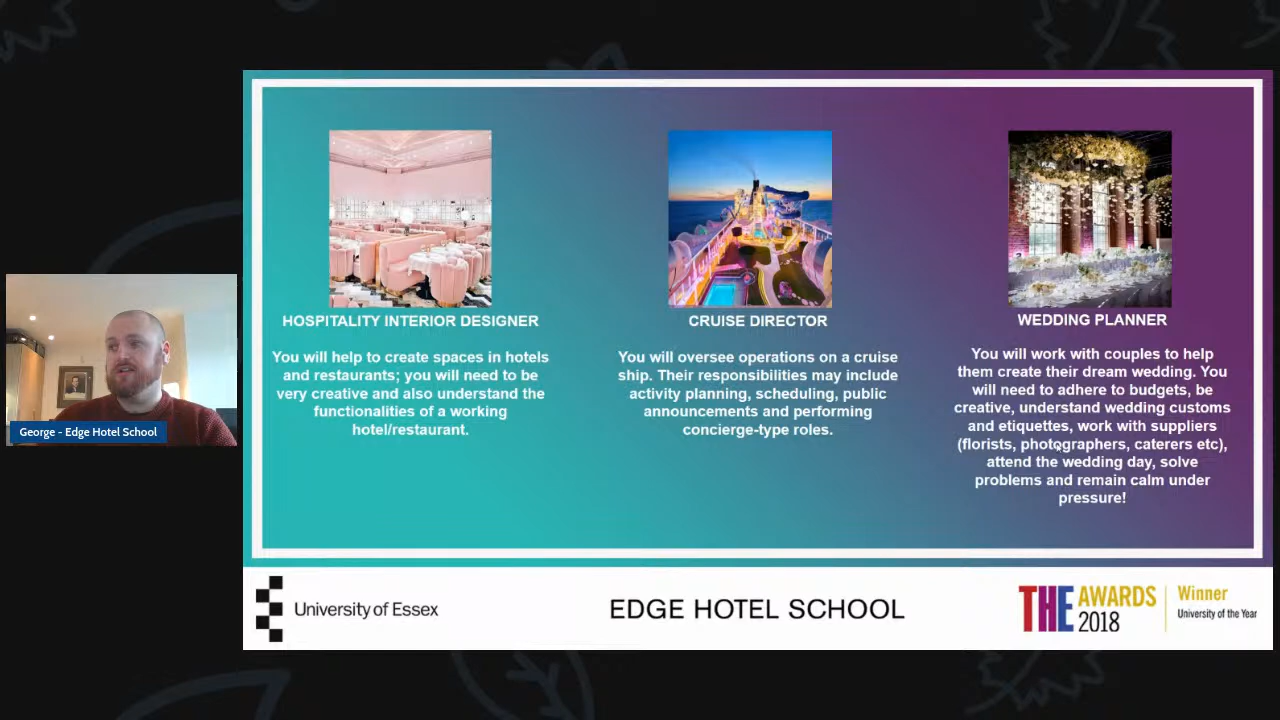 HOSPITALITY INTERIOR DESIGNER
You will help to create spaces in hotels
and restaurants; you will need to be
very creative and also understand the
functionalities of a working
hotel/restaurant.
CRUISE DIRECTOR
You will oversee operations on a cruise
ship. Their responsibilities may include
activity planning, scheduling, public
announcements and performing
concierge-type roles.
WEDDING PLANNER
You will work with couples to help
them create their dream wedding. You
will need to adhere to budgets, be
creative, understand wedding customs
and etiquettes, work with suppliers
(florists, photographers, caterers etc),
attend the wedding day, solve
problems and remain calm under
pressure!
George - Edge Hotel School
University of Essex
EDGE HOTEL SCHOOL
THE AWARDS
2018
Winner
University of the Year